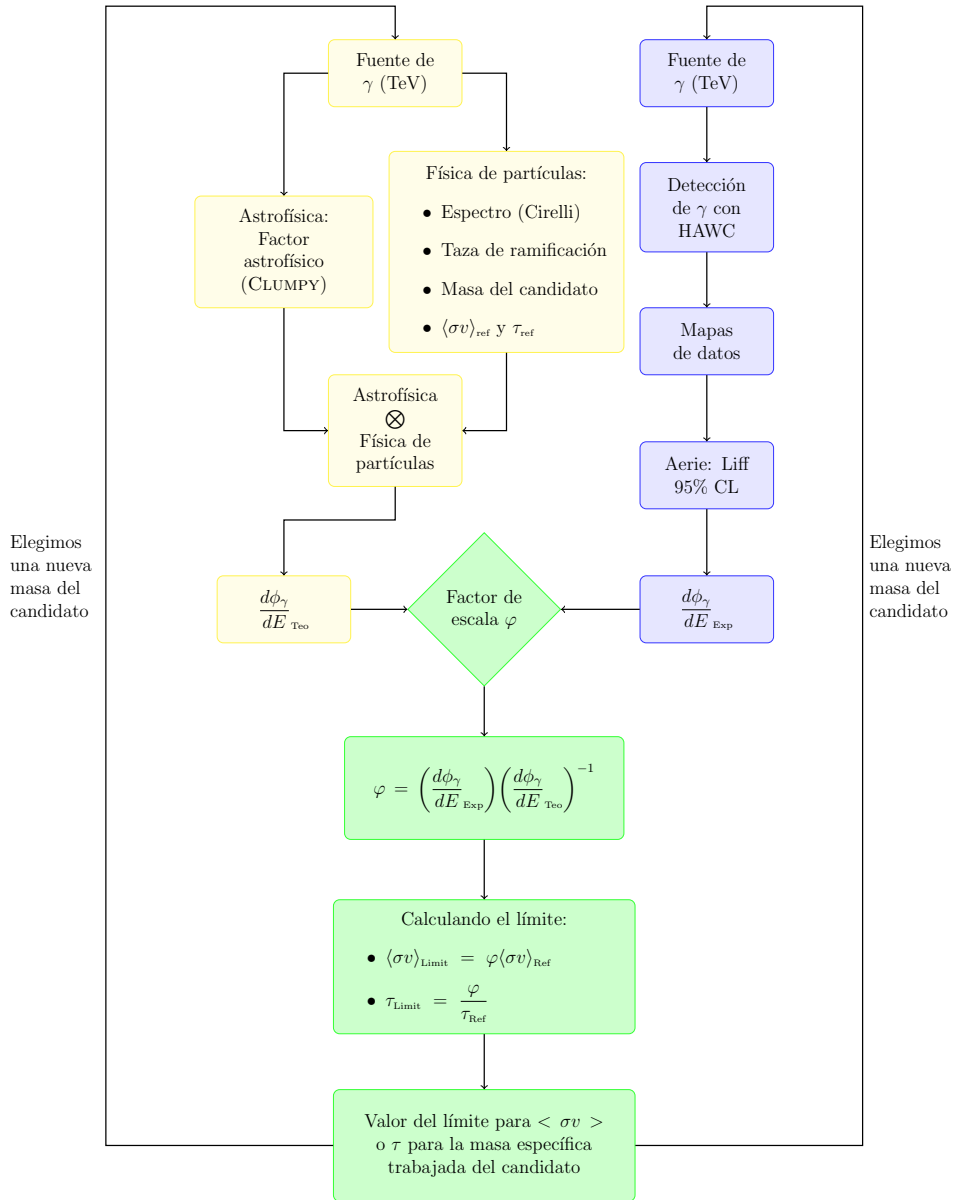 Fuente de
γ (TeV)
Fuente de
γ (TeV)
Física de partículas:
• Espectro (Cirelli)
• Taza de ramificación
• Masa del candidato
• ⟨σv⟩ref y τref
Astrofísica:
Factor
astrofísico
(CLUMPY)
Detección
de γ con
HAWC
Mapas
de datos
Astrofísica
⊗
Física de
partículas
Aerie: Liff
95% CL
Elegimos
una nueva
masa del
candidato
Elegimos
una nueva
masa del
candidato
dϕγ/dE Teo
Factor de
escala φ
dϕγ/dE Exp
φ = (dϕγ/dE Exp)(dϕγ/dE Teo)⁻¹
Calculando el límite:
• ⟨σv⟩Limit = φ⟨σv⟩Ref
• τLimit = φ/τRef
Valor del límite para < σv >
o τ para la masa específica
trabajada del candidato